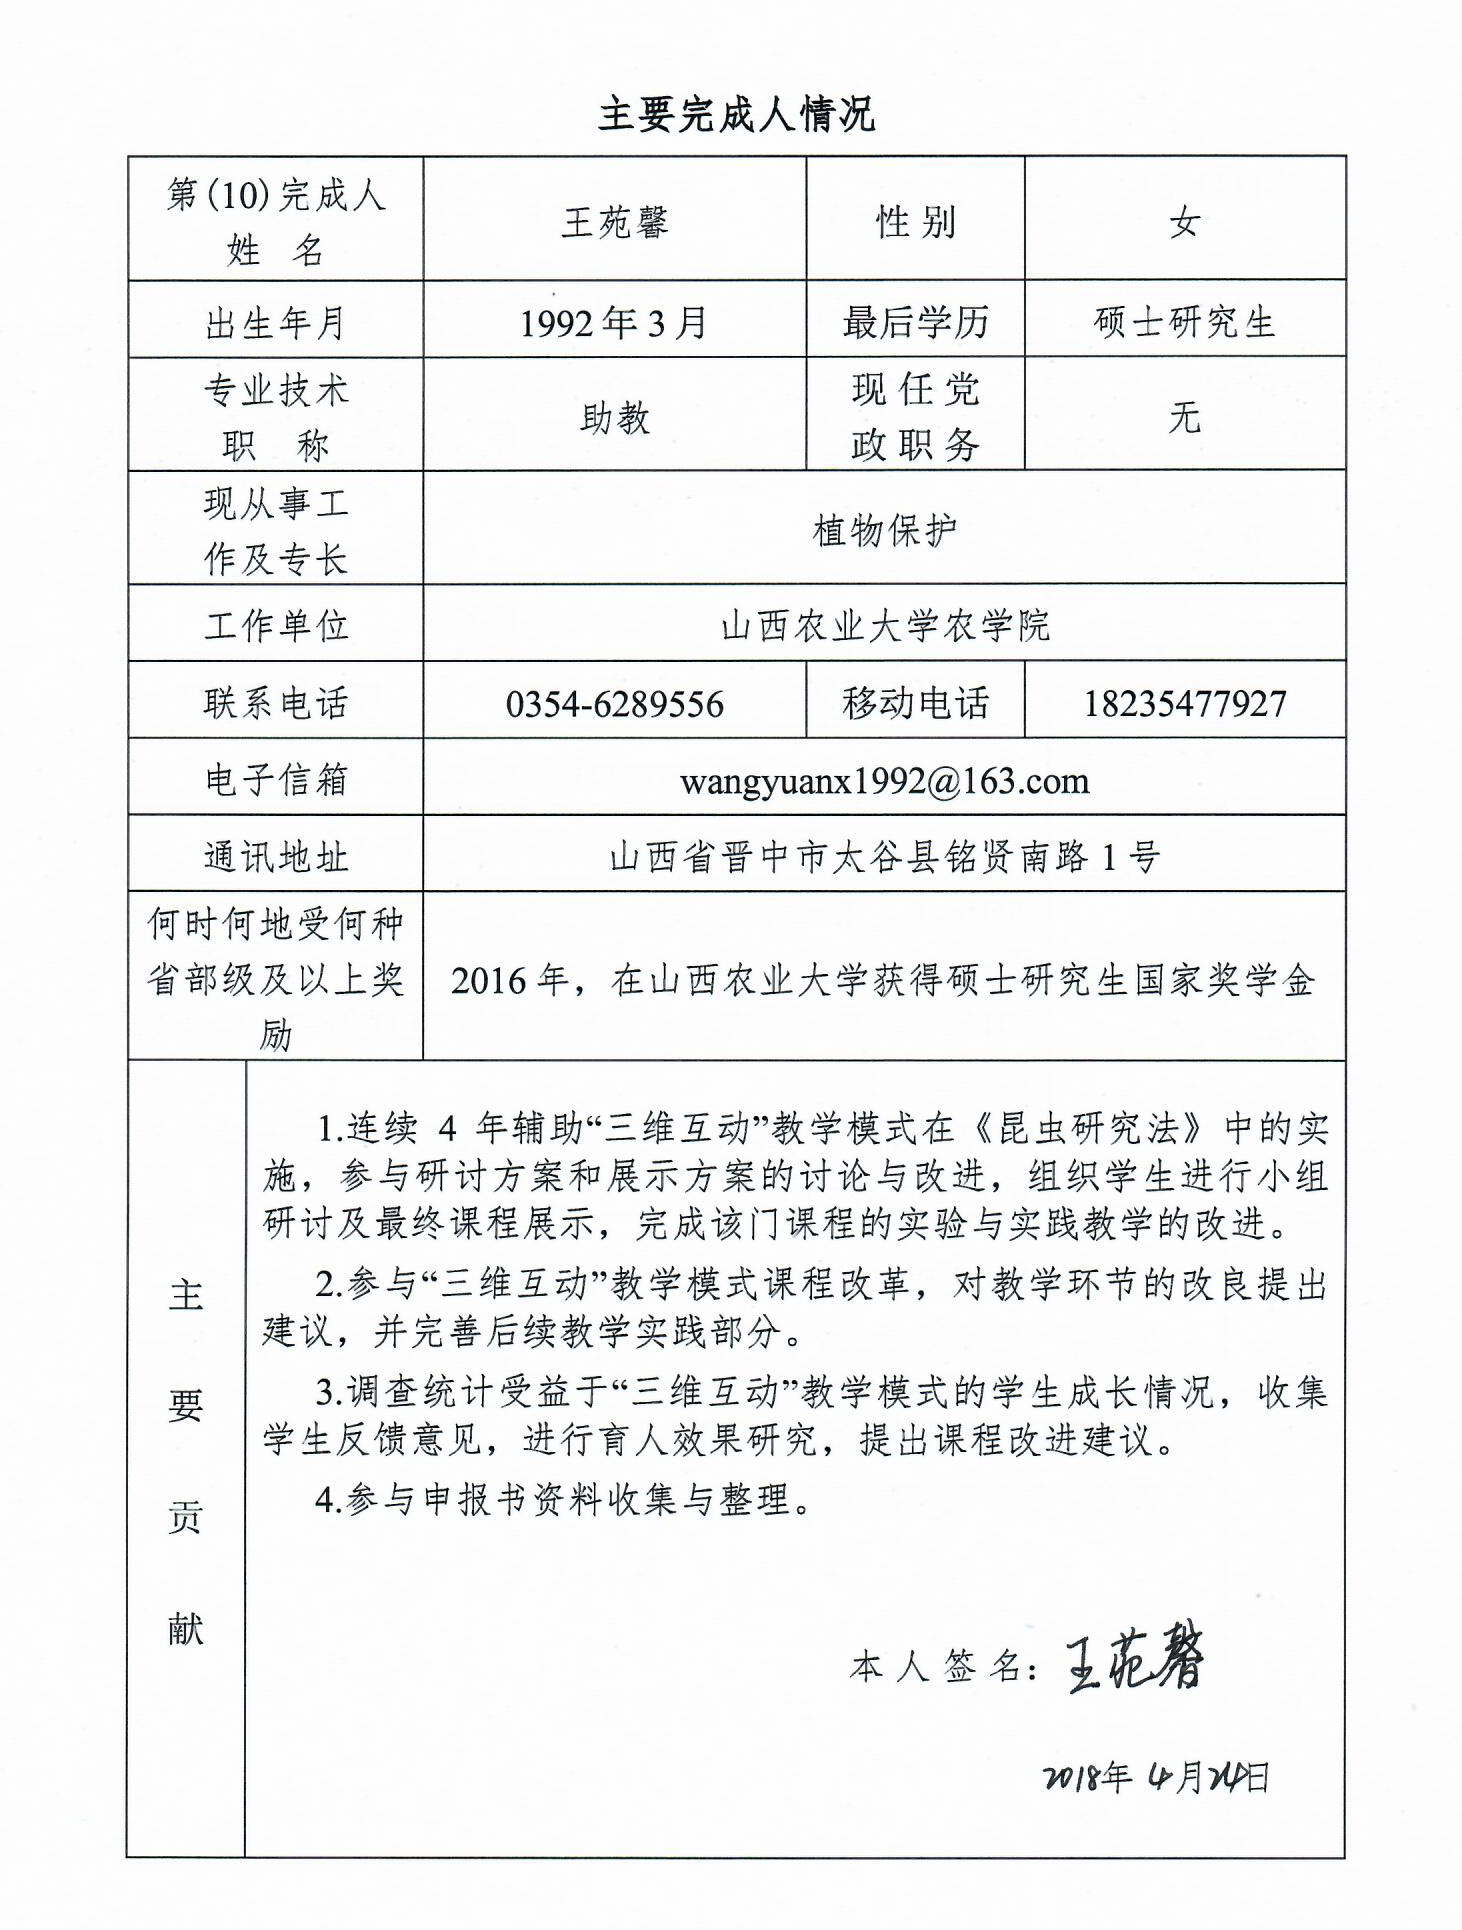 主要完成人情况
第(10)完成人
姓 名
王苑馨
性别
女
出生年月
1992年3月
最后学历
硕士研究生
专业技术
职 称
助教
现任党
政职务
无
现从事工
作及专长
植物保护
工作单位
山西农业大学农学院
联系电话
0354-6289556
移动电话
18235477927
电子信箱
wangyuanx1992@163.com
通讯地址
山西省晋中市太谷县铭贤南路1号
何时何地受何种
省部级及以上奖
励
2016年，在山西农业大学获得硕士研究生国家奖学金
主
要
贡
献
1.连续 4 年辅助“三维互动”教学模式在《昆虫研究法》中的实
施，参与研讨方案和展示方案的讨论与改进，组织学生进行小组
研讨及最终课程展示，完成该门课程的实验与实践教学的改进。
2.参与“三维互动”教学模式课程改革，对教学环节的改良提出
建议，并完善后续教学实践部分。
3.调查统计受益于“三维互动”教学模式的学生成长情况，收集
学生反馈意见，进行育人效果研究，提出课程改进建议。
4.参与申报书资料收集与整理。
本人签名：王苑馨
2018年4月24日